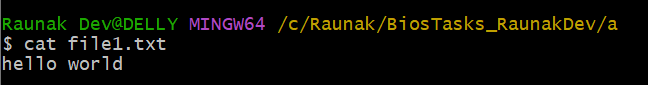 Raunak Dev@DELLY MINGW64 /c/Raunak/BiosTasks_RaunakDev/a
$ cat file1.txt
hello world